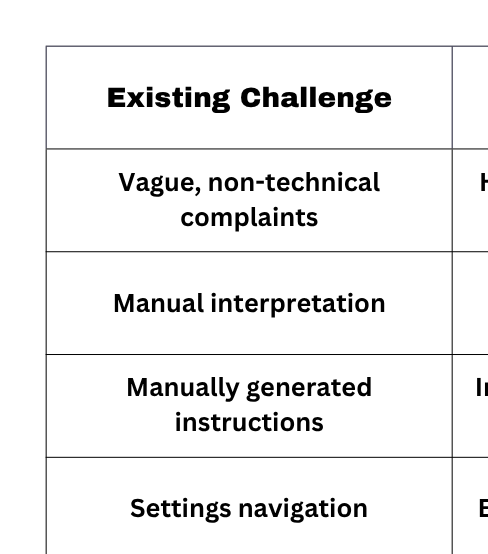 Existing Challenge
Vague, non-technical
complaints
Manual interpretation
Manually generated
instructions
Settings navigation